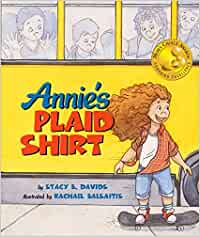 Annie's
PLAID
SHIRT
by STACY B. DAVIDS
illustrated by RACHAEL BALSAITIS